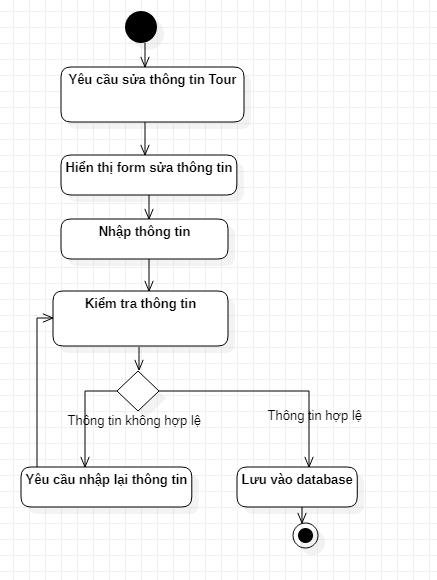 Yêu cầu sửa thông tin Tour
Hiển thị form sửa thông tin
Nhập thông tin
Kiểm tra thông tin
Thông tin không hợp lệ
Thông tin hợp lệ
Yêu cầu nhập lại thông tin
Lưu vào database